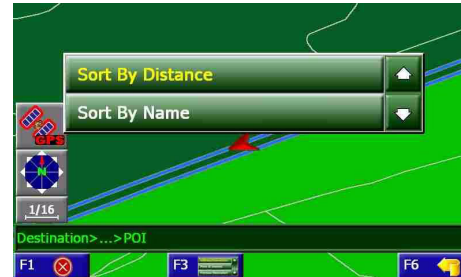 Sort By Distance
Sort By Name
GPS
N
1/16
Destination>...>POI
F1 F3 F6